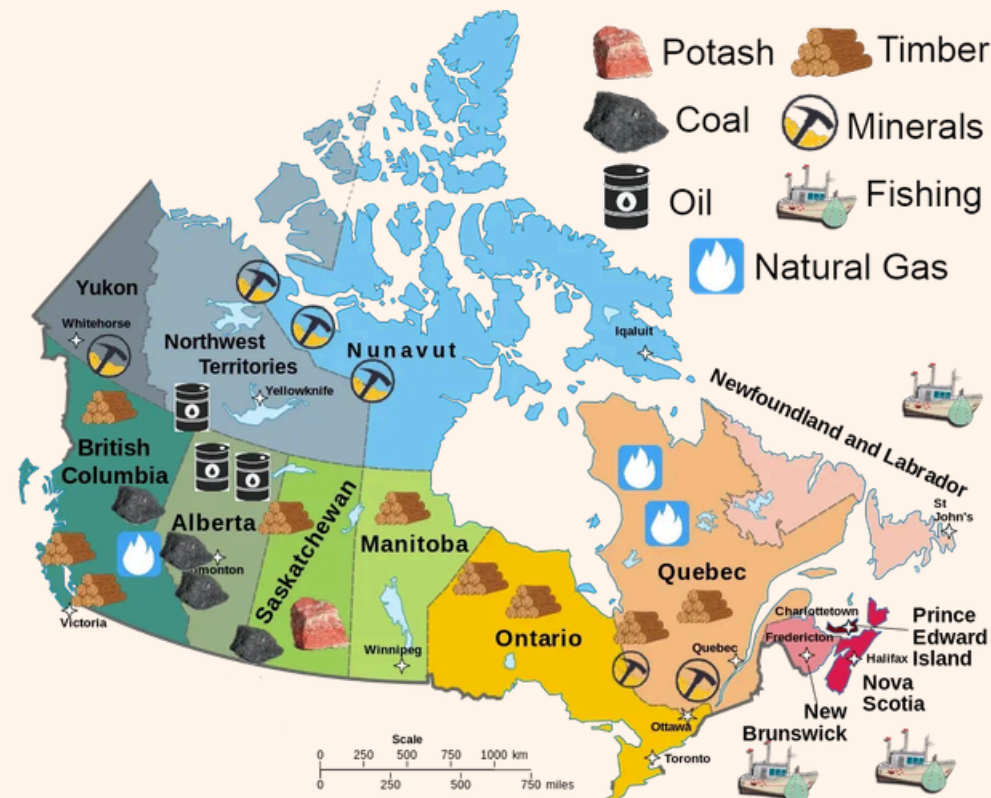 Potash
Timber
Coal
Minerals
Oil
Fishing
Natural Gas
Yukon
Whitehorse
Northwest
Territories
Yellowknife
Nunavut
Iqaluit
Newfoundland and Labrador
St
John's
British
Columbia
Victoria
Alberta
monton
Saskatchewan
Manitoba
Winnipeg
Ontario
Ottawa
Toronto
Quebec
Quebec
Charlottetown
Fredericton
Halifax
Prince
Edward
Island
Nova
Scotia
New
Brunswick
Scale
0 250 500 750 1000 km
0 250 500 750 miles